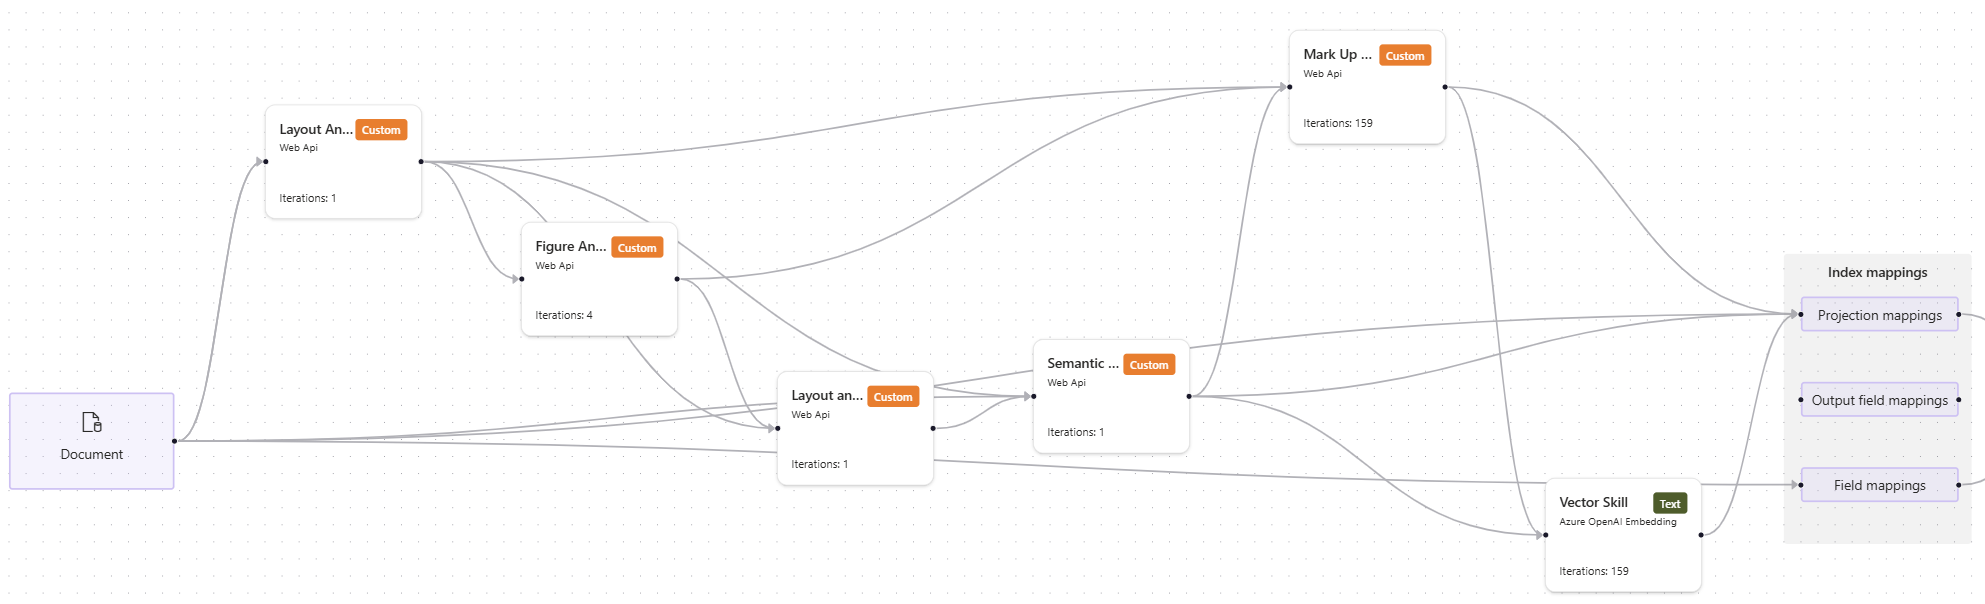 Mark Up ... Custom
Web Api
Iterations: 159
Layout An... Custom
Web Api
Iterations: 1
Figure An... Custom
Web Api
Iterations: 4
Index mappings
Projection mappings
Output field mappings
Field mappings
Semantic ... Custom
Web Api
Iterations: 1
Layout an... Custom
Web Api
Iterations: 1
Document
Vector Skill Text
Azure OpenAI Embedding
Iterations: 159